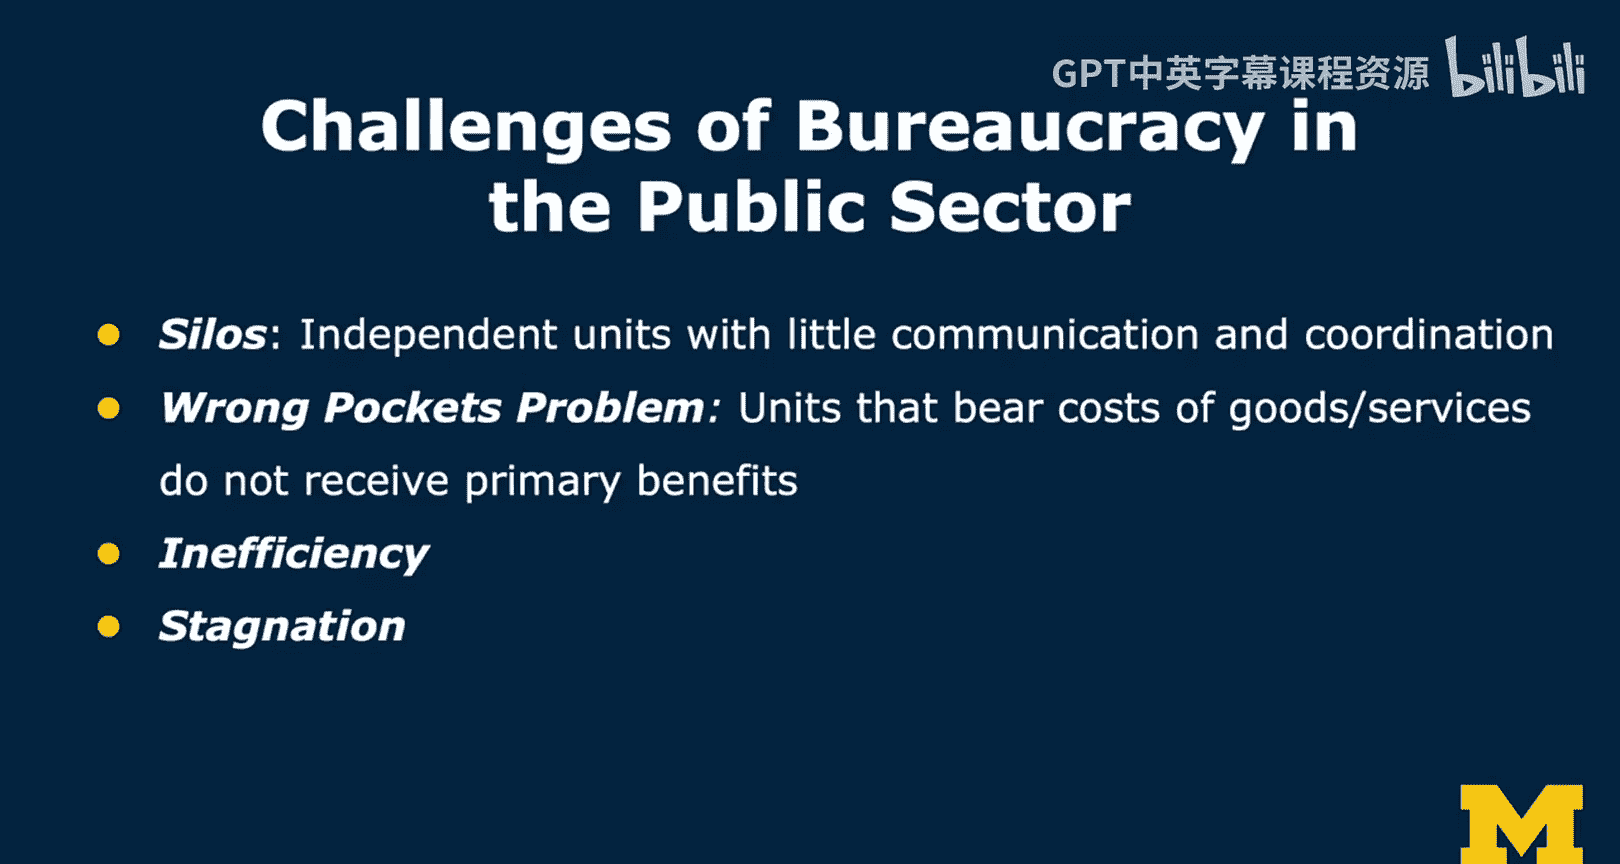 GPT中英字幕课程资源 bilibili
Challenges of Bureaucracy in
the Public Sector
● Silos: Independent units with little communication and coordination
● Wrong Pockets Problem: Units that bear costs of goods/services
do not receive primary benefits
● Inefficiency
● Stagnation
M